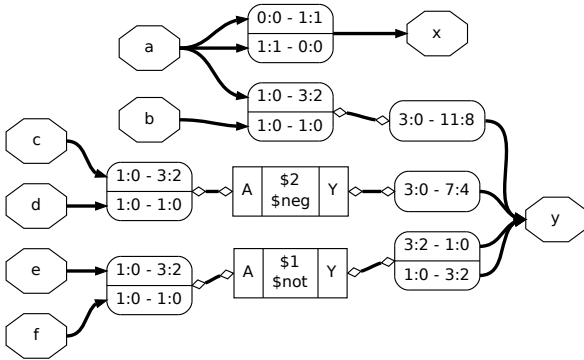 0:0 - 1:1
1:1 - 0:0
a
x
1:0 - 3:2
1:0 - 1:0
b
3:0 - 11:8
c
1:0 - 3:2
1:0 - 1:0
d
A
$2
$neg
Y
3:0 - 7:4
y
e
1:0 - 3:2
1:0 - 1:0
f
A
$1
$not
Y
3:2 - 1:0
1:0 - 3:2